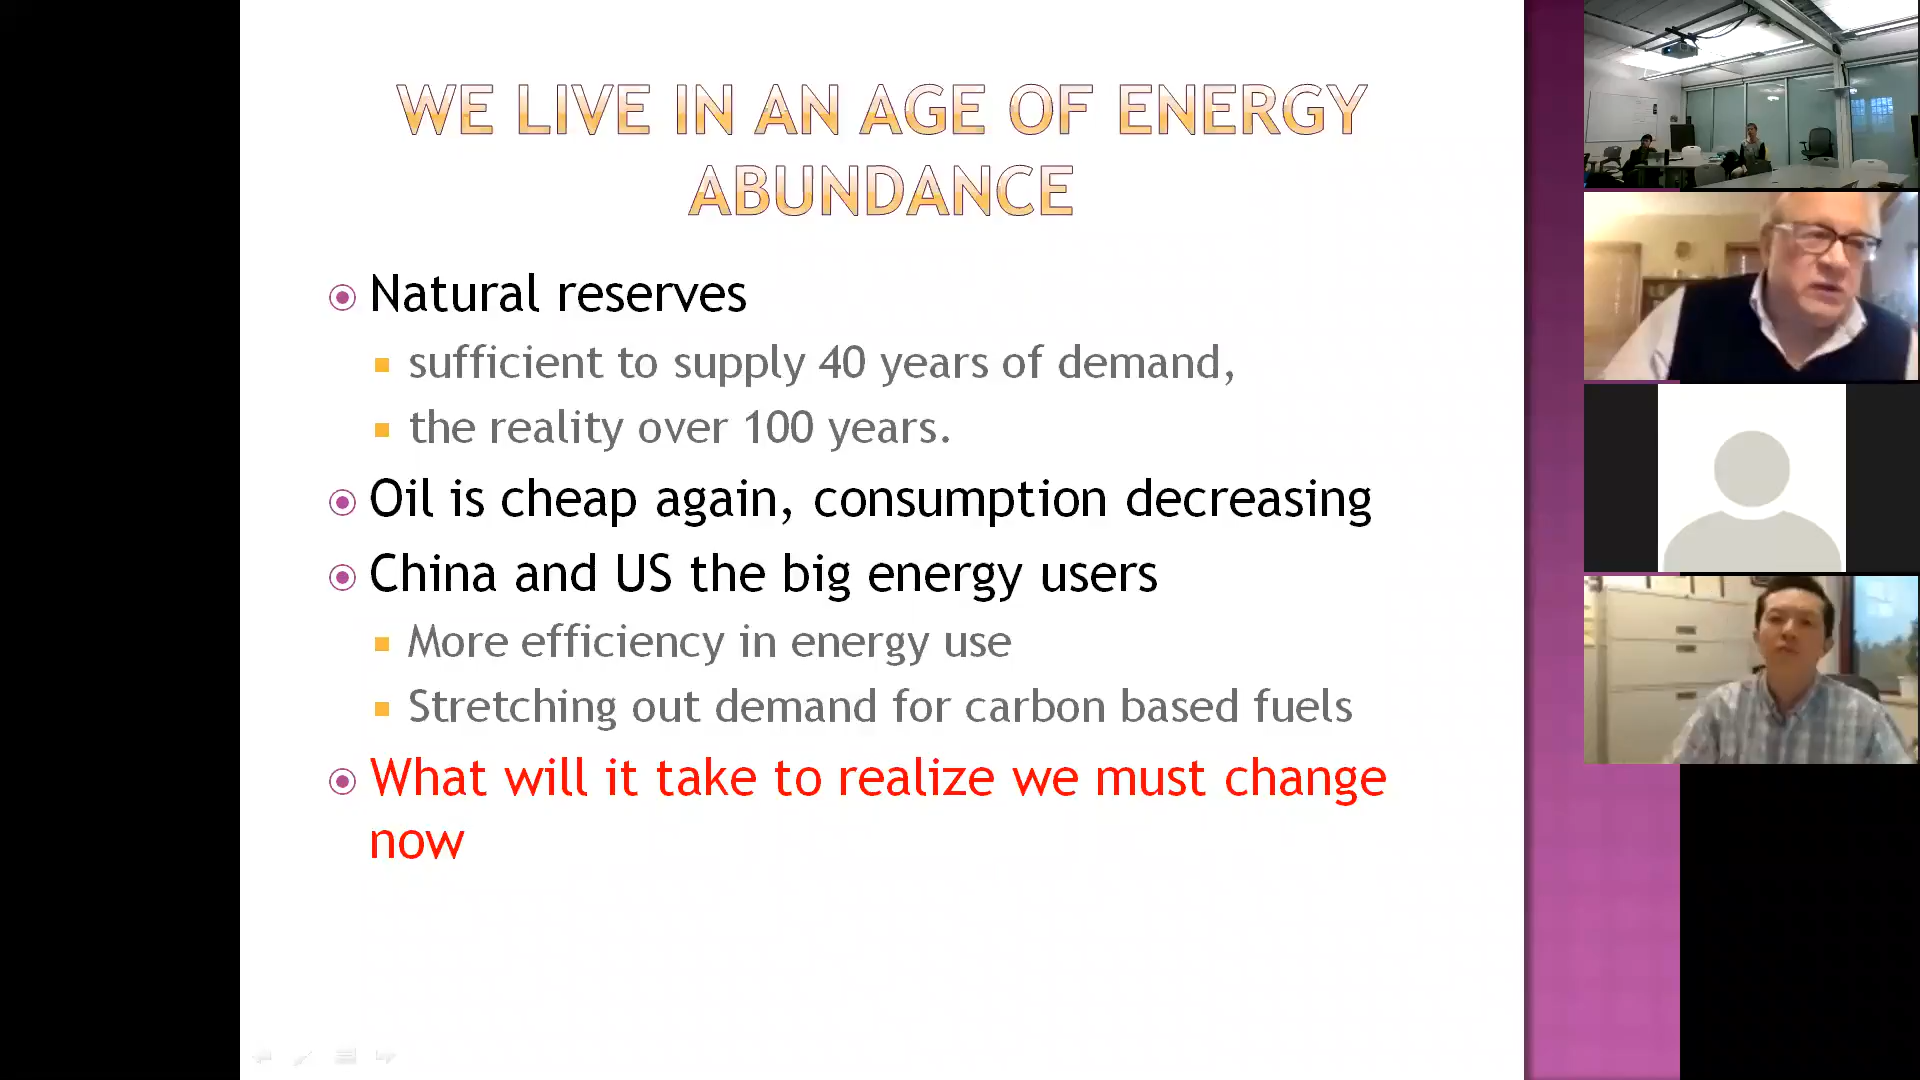 WE LIVE IN AN AGE OF ENERGY
ABUNDANCE
Natural reserves
sufficient to supply 40 years of demand,
the reality over 100 years.
Oil is cheap again, consumption decreasing
China and US the big energy users
More efficiency in energy use
Stretching out demand for carbon based fuels
What will it take to realize we must change
now